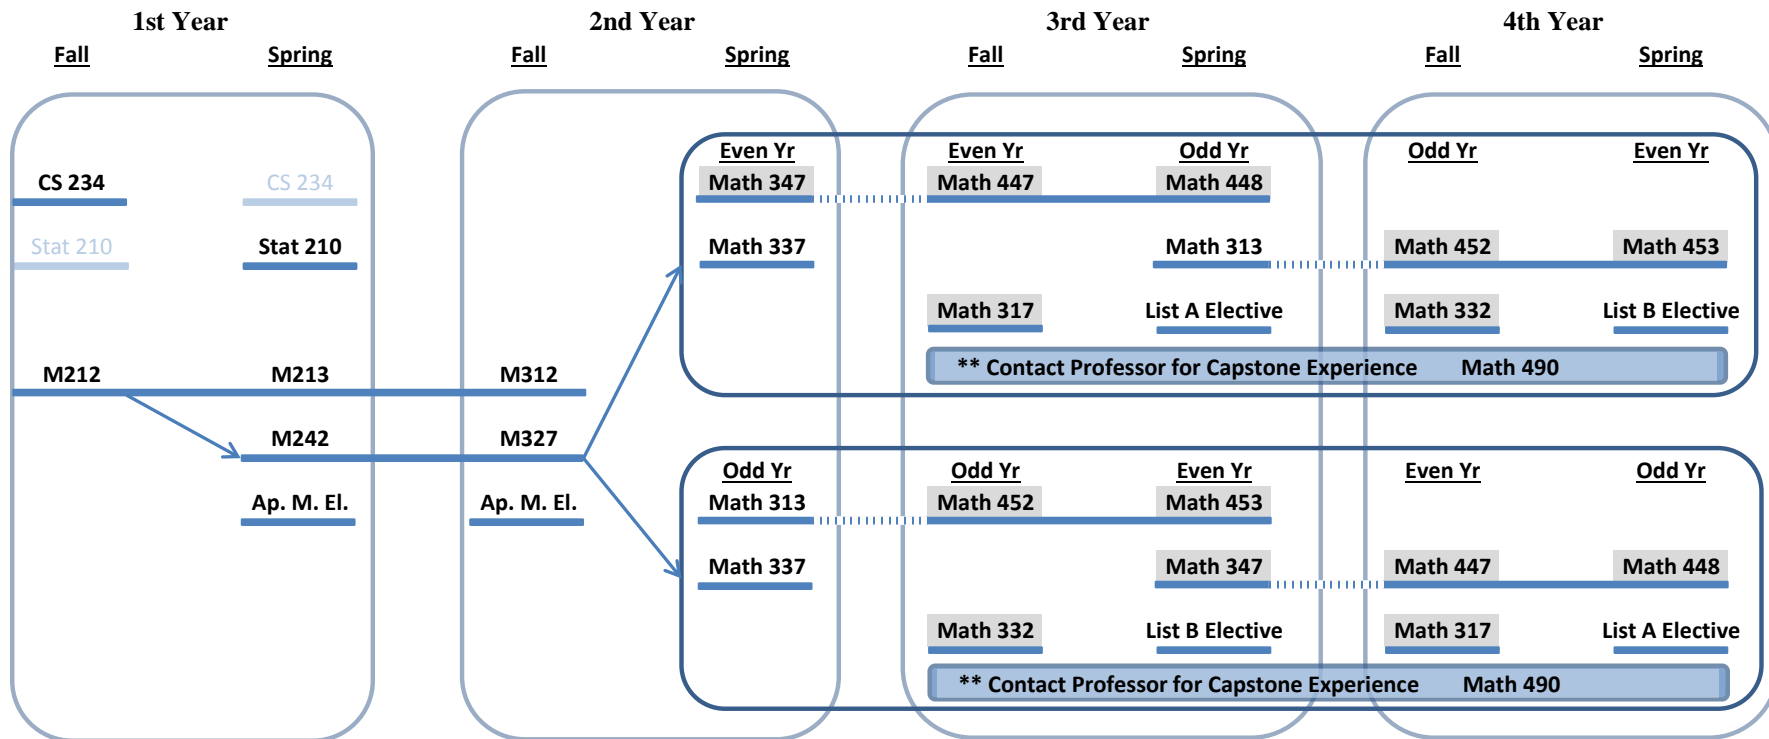 1st Year 2nd Year 3rd Year 4th Year
Fall Spring Fall Spring Fall Spring Fall Spring
Even Yr Even Yr Odd Yr Odd Yr Even Yr
CS 234 CS 234 Math 347 Math 447 Math 448
Stat 210 Stat 210 Math 337 Math 313 Math 452 Math 453
Math 317 List A Elective Math 332 List B Elective
** Contact Professor for Capstone Experience Math 490
M212 M213 M312
M242 M327
Odd Yr Odd Yr Even Yr Even Yr Odd Yr
Ap. M. El. Ap. M. El. Math 313 Math 452 Math 453
Math 337 Math 347 Math 447 Math 448
Math 332 List B Elective Math 317 List A Elective
** Contact Professor for Capstone Experience Math 490